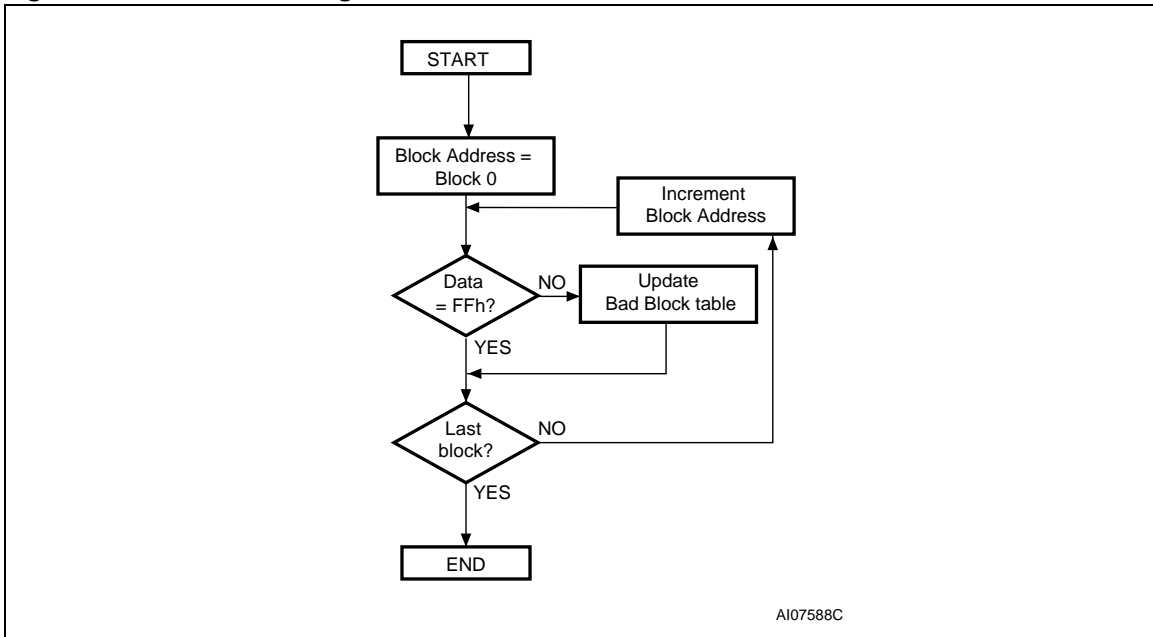 START
Block Address =
Block 0
Increment
Block Address
Data
= FFh?
NO
Update
Bad Block table
YES
Last
block?
NO
YES
END
AI07588C